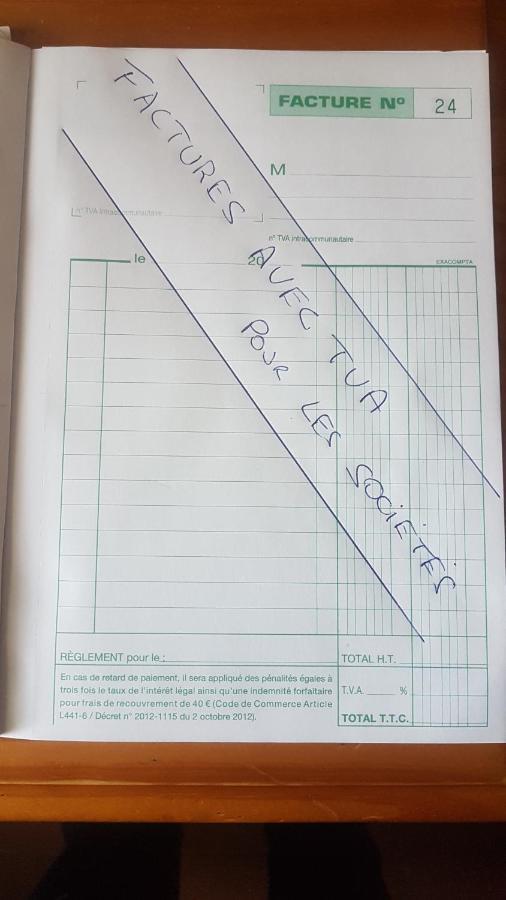 FACTURE Nº 24
M
n° TVA intracommunautaire
n° TVA intracommunautaire
le 20
EXACOMPTA
FACTURES AVEC TVA
POUR LES SOCIÉTÉS
RÈGLEMENT pour le :
TOTAL H.T.
En cas de retard de paiement, il sera appliqué des pénalités égales à
trois fois le taux de l'intérêt légal ainsi qu'une indemnité forfaitaire
pour frais de recouvrement de 40 € (Code de Commerce Article
L441-6 / Décret n° 2012-1115 du 2 octobre 2012).
T.V.A. %
TOTAL T.T.C.